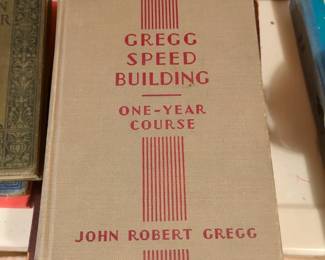 GREGG
SPEED
BUILDING
ONE-YEAR
COURSE
JOHN ROBERT GREGG